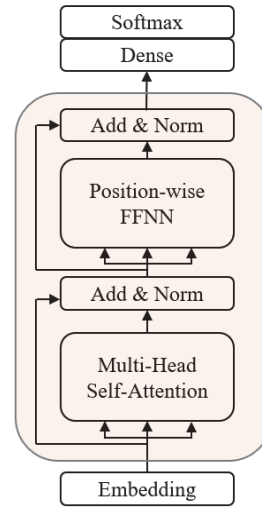 Softmax
Dense
Add & Norm
Position-wise
FFNN
Add & Norm
Multi-Head
Self-Attention
Embedding